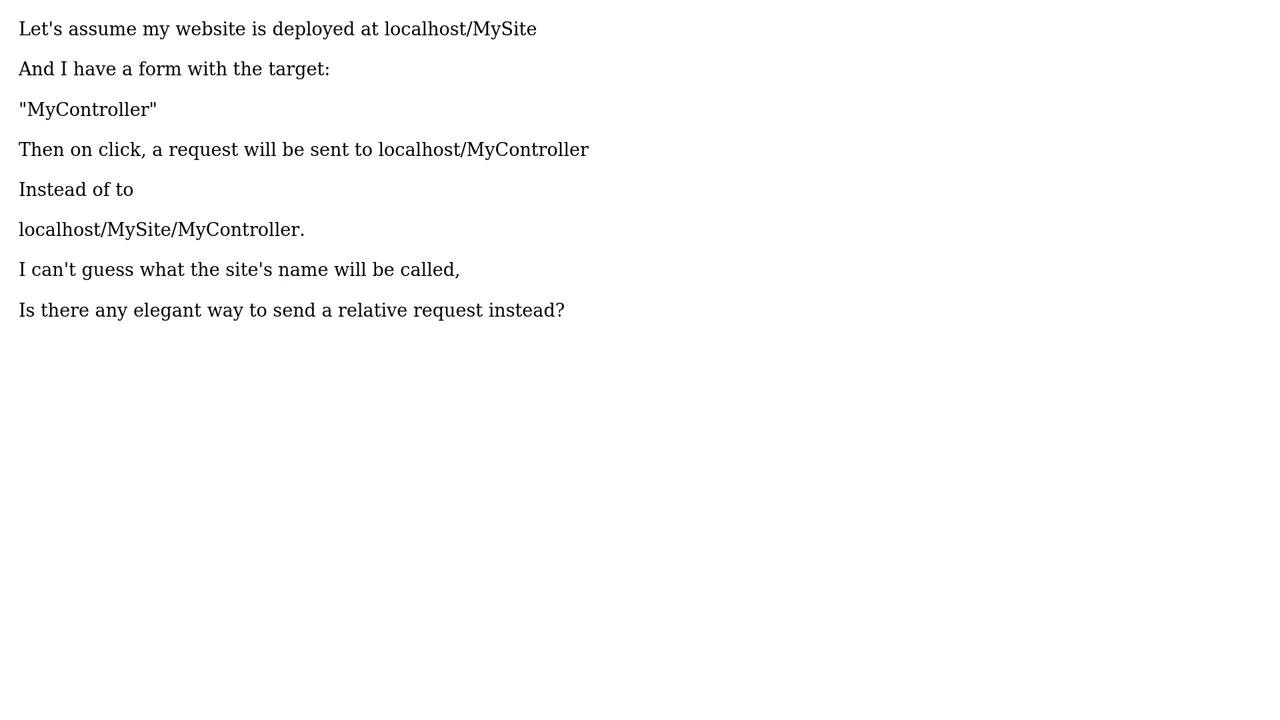 Let's assume my website is deployed at localhost/MySite
And I have a form with the target:
"MyController"
Then on click, a request will be sent to localhost/MyController
Instead of to
localhost/MySite/MyController.
I can't guess what the site's name will be called,
Is there any elegant way to send a relative request instead?